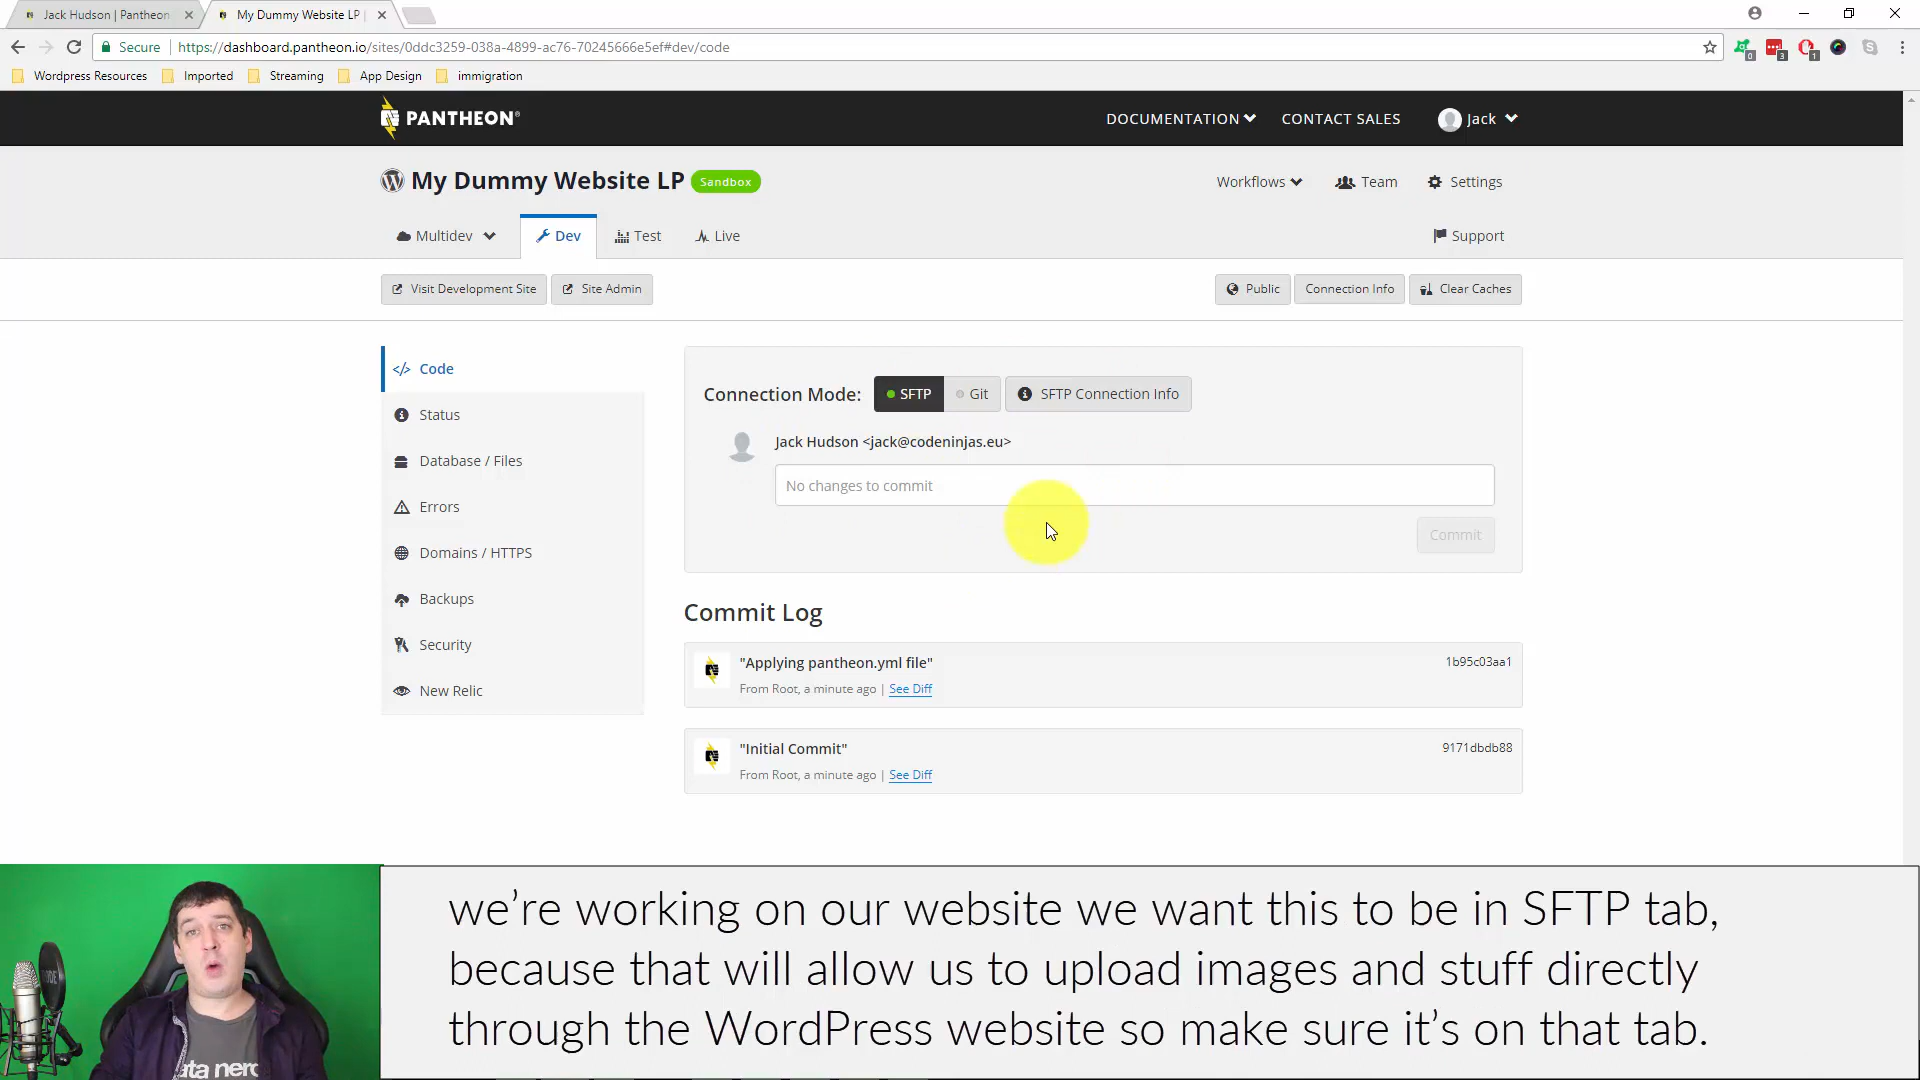 Jack Hudson | Pantheon
My Dummy Website LP |
Secure
https://dashboard.pantheon.io/sites/0ddc3259-038a-4899-ac76-70245666e5ef#dev/code
0
3
1
Wordpress Resources
Imported
Streaming
App Design
immigration
PANTHEON®
DOCUMENTATION
CONTACT SALES
Jack
My Dummy Website LP
Sandbox
Workflows
Team
Settings
Multidev
Dev
Test
Live
Support
Visit Development Site
Site Admin
Public
Connection Info
Clear Caches
</> Code
Status
Database / Files
Errors
Domains / HTTPS
Backups
Security
New Relic
Connection Mode:
SFTP
Git
SFTP Connection Info
Jack Hudson <jack@codeninjas.eu>
No changes to commit
Commit
Commit Log
"Applying pantheon.yml file"
1b95c03aa1
From Root, a minute ago | See Diff
"Initial Commit"
9171dbdb88
From Root, a minute ago | See Diff
we're working on our website we want this to be in SFTP tab,
because that will allow us to upload images and stuff directly
through the WordPress website so make sure it's on that tab.